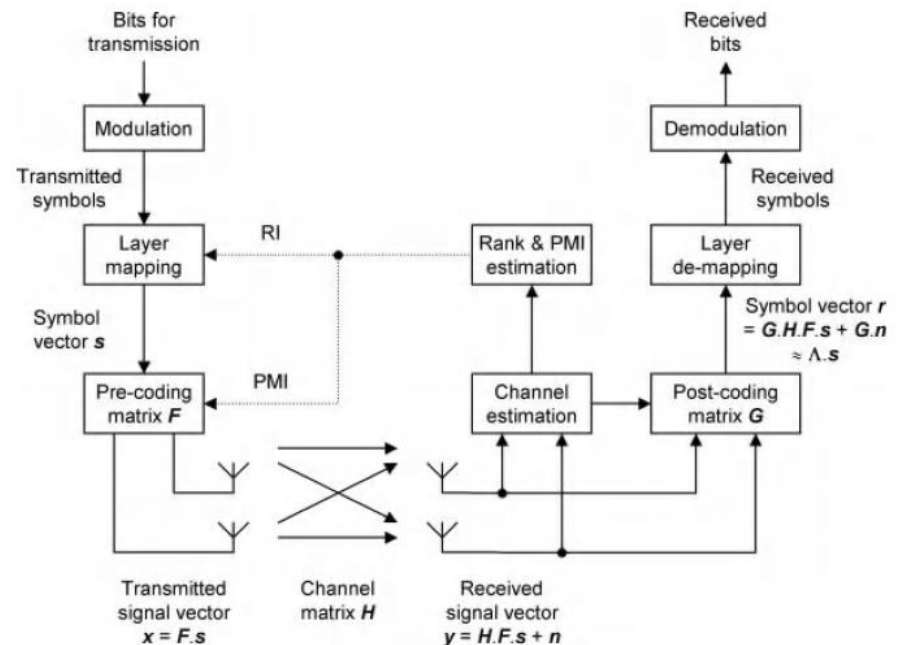 Bits for
transmission
Received
bits
Modulation
Demodulation
Transmitted
symbols
Received
symbols
Layer
mapping
RI
Rank & PMI
estimation
Layer
de-mapping
Symbol
vector s
Symbol vector r
= G.H.F.s + G.n
≈ Λ.s
Pre-coding
matrix F
PMI
Channel
estimation
Post-coding
matrix G
Transmitted
signal vector
x = F.s
Channel
matrix H
Received
signal vector
y = H.F.s + n